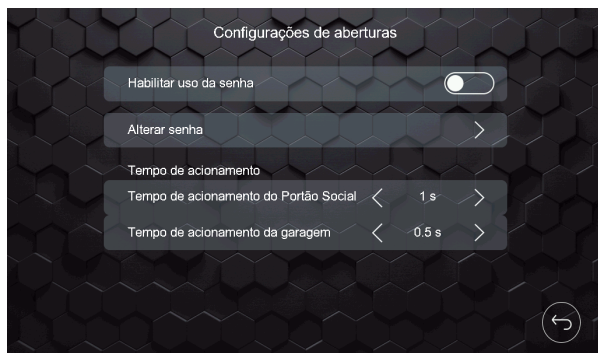 Configurações de aberturas
Habilitar uso da senha
Alterar senha
Tempo de acionamento
Tempo de acionamento do Portão Social 1 s
Tempo de acionamento da garagem 0.5 s